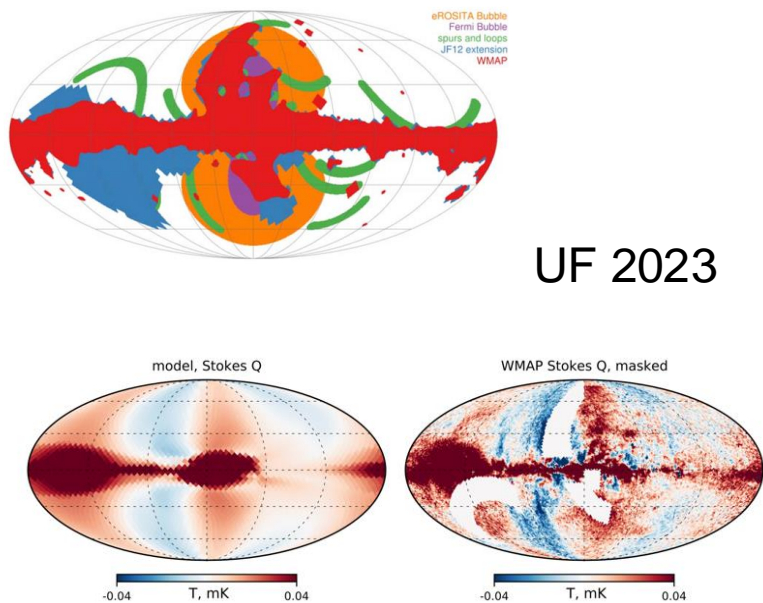 eROSITA Bubble
Fermi Bubble
spurs and loops
JF12 extension
WMAP
UF 2023
model, Stokes Q
WMAP Stokes Q, masked
-0.04 T, mK 0.04
-0.04 T, mK 0.04